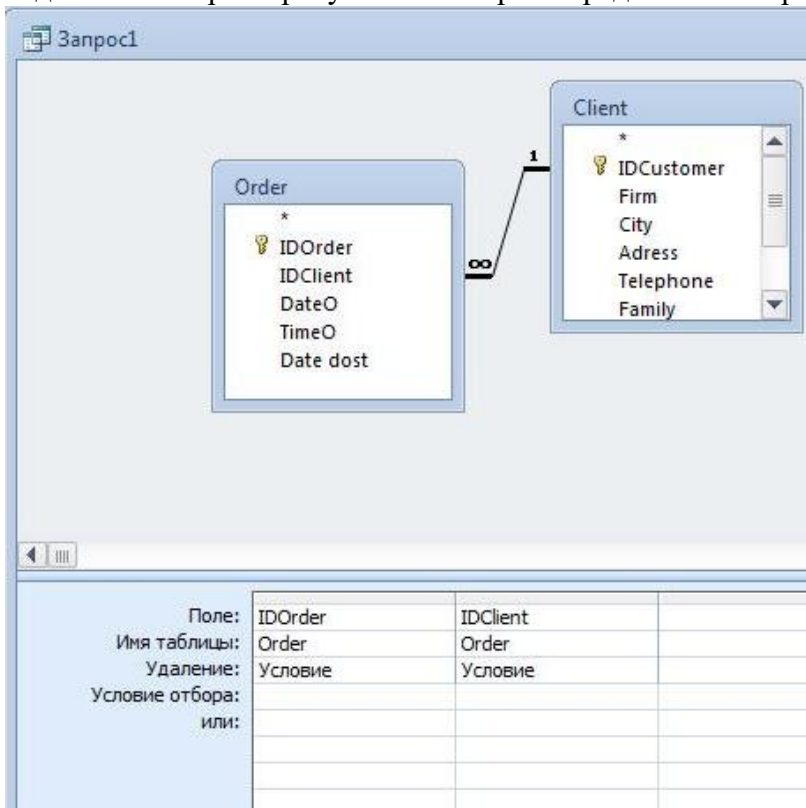 Запрос1
Client
*
IDCustomer
Firm
City
Adress
Telephone
Family
1
∞
Order
*
IDOrder
IDClient
DateO
TimeO
Date dost
Поле: IDOrder IDClient
Имя таблицы: Order Order
Удаление: Условие Условие
Условие отбора:
или: